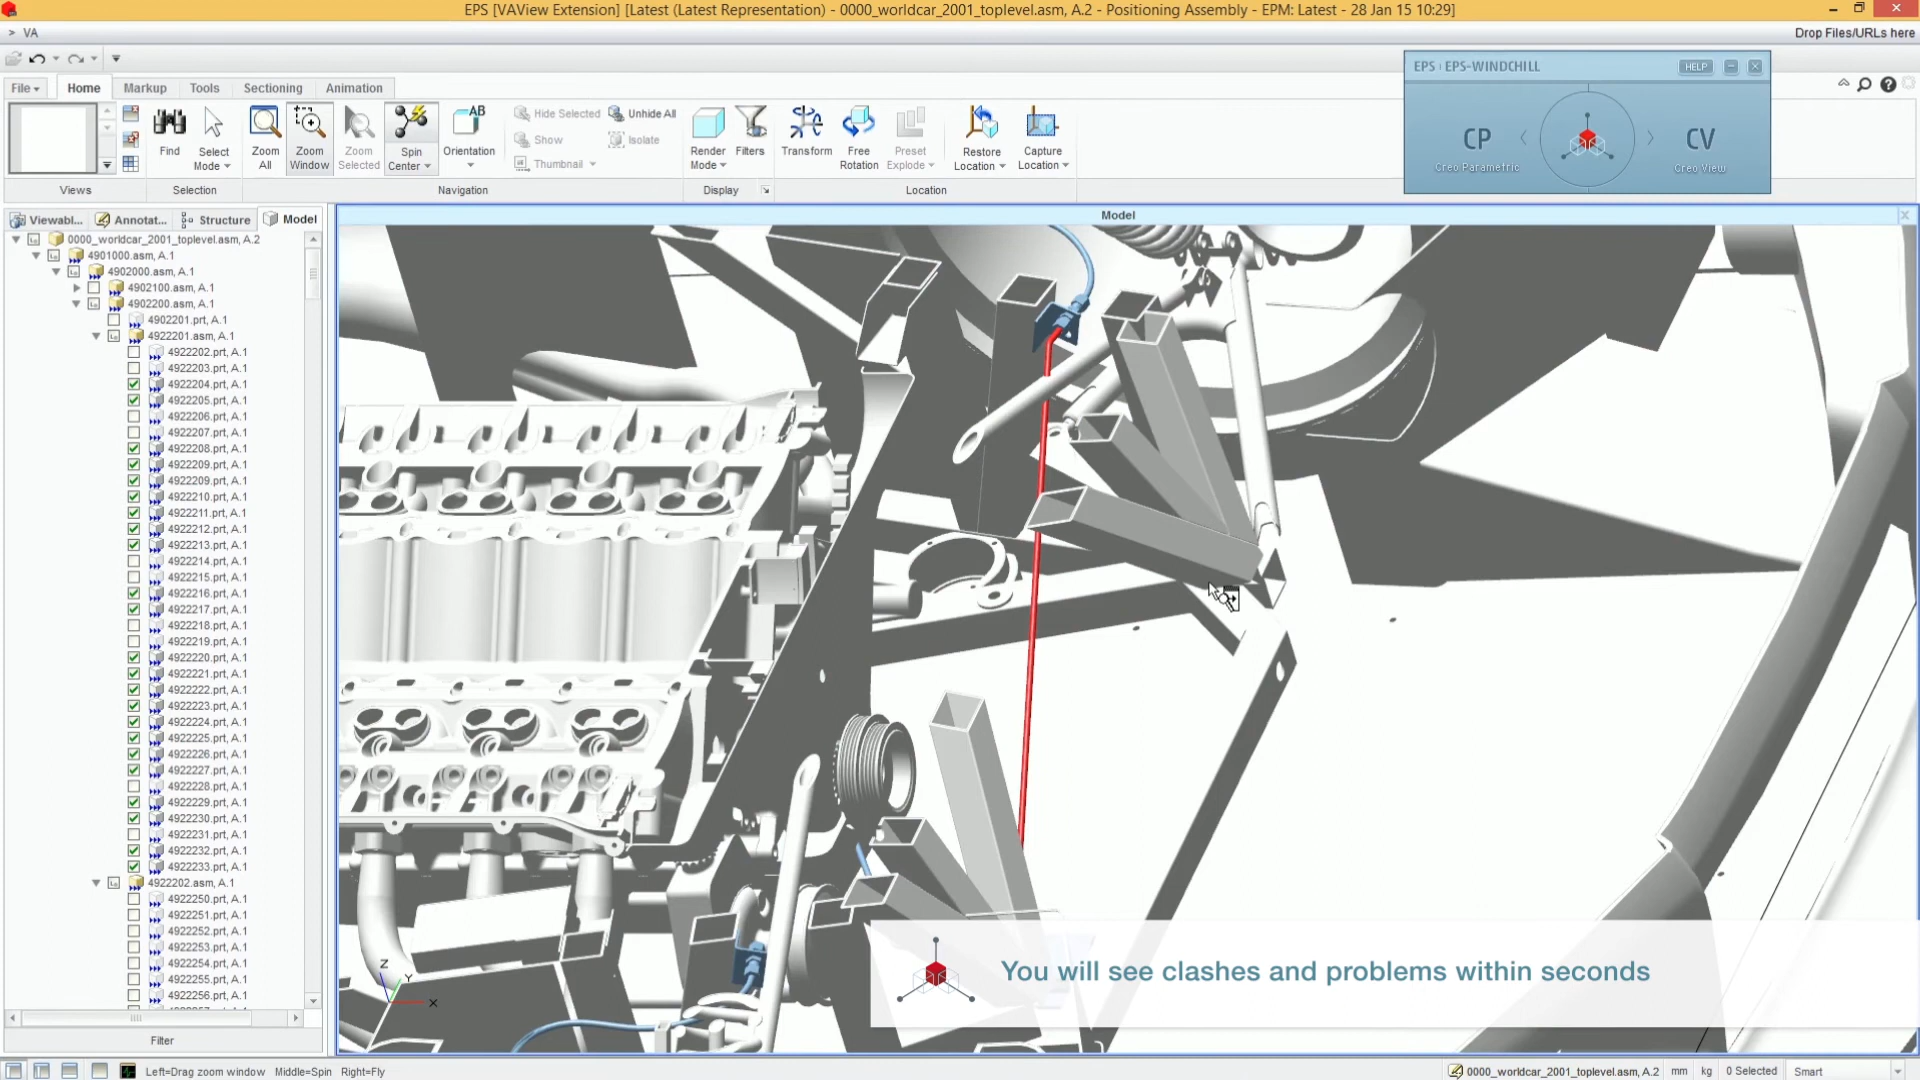 EPS [VAView Extension] [Latest (Latest Representation) - 0000_worldcar_2001_toplevel.asm, A.2 - Positioning Assembly - EPM: Latest - 28 Jan 15 10:29]
> VA
Drop Files/URLs here
File
Home
Markup
Tools
Sectioning
Animation
Find
Select Mode
Zoom All
Zoom Window
Zoom Selected
Spin Center
Orientation
Hide Selected
Unhide All
Show
Isolate
Thumbnail
Render Mode
Filters
Transform
Free Rotation
Preset Explode
Restore Location
Capture Location
Views
Selection
Navigation
Display
Location
EPS : EPS-WINDCHILL
HELP
CP
Creo Parametric
CV
Creo View
Viewabl...
Annotat...
Structure
Model
Model
0000_worldcar_2001_toplevel.asm, A.2
4901000.asm, A.1
4902000.asm, A.1
4902100.asm, A.1
4902200.asm, A.1
4902201.prt, A.1
4922201.asm, A.1
4922202.prt, A.1
4922203.prt, A.1
4922204.prt, A.1
4922205.prt, A.1
4922206.prt, A.1
4922207.prt, A.1
4922208.prt, A.1
4922209.prt, A.1
4922209.prt, A.1
4922210.prt, A.1
4922211.prt, A.1
4922212.prt, A.1
4922213.prt, A.1
4922214.prt, A.1
4922215.prt, A.1
4922216.prt, A.1
4922217.prt, A.1
4922218.prt, A.1
4922219.prt, A.1
4922220.prt, A.1
4922221.prt, A.1
4922222.prt, A.1
4922223.prt, A.1
4922224.prt, A.1
4922225.prt, A.1
4922226.prt, A.1
4922227.prt, A.1
4922228.prt, A.1
4922229.prt, A.1
4922230.prt, A.1
4922231.prt, A.1
4922232.prt, A.1
4922233.prt, A.1
4922202.asm, A.1
4922250.prt, A.1
4922251.prt, A.1
4922252.prt, A.1
4922253.prt, A.1
4922254.prt, A.1
4922255.prt, A.1
4922256.prt, A.1
Filter
Z
Y
X
You will see clashes and problems within seconds
Left=Drag zoom window Middle=Spin Right=Fly
0000_worldcar_2001_toplevel.asm, A.2
mm
kg
0 Selected
Smart